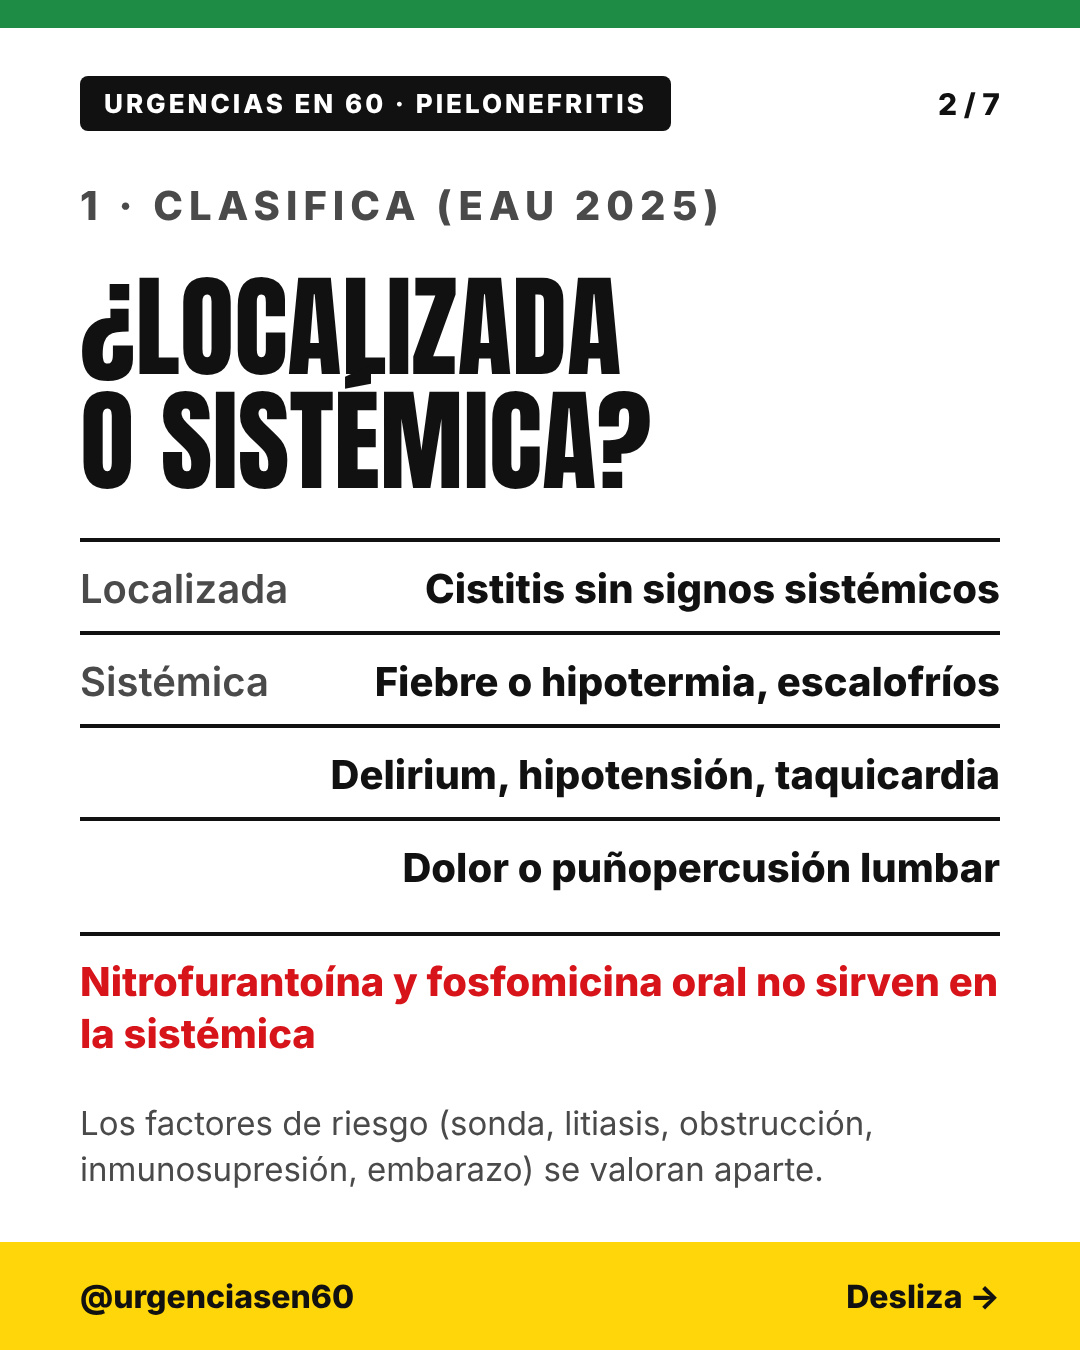 URGENCIAS EN 60 · PIELONEFRITIS
2 / 7
1 · CLASIFICA (EAU 2025)
¿LOCALIZADA
O SISTÉMICA?
Localizada Cistitis sin signos sistémicos
Sistémica Fiebre o hipotermia, escalofríos
Delirium, hipotensión, taquicardia
Dolor o puñopercusión lumbar
Nitrofurantoína y fosfomicina oral no sirven en
la sistémica
Los factores de riesgo (sonda, litiasis, obstrucción,
inmunosupresión, embarazo) se valoran aparte.
@urgenciasen60
Desliza →